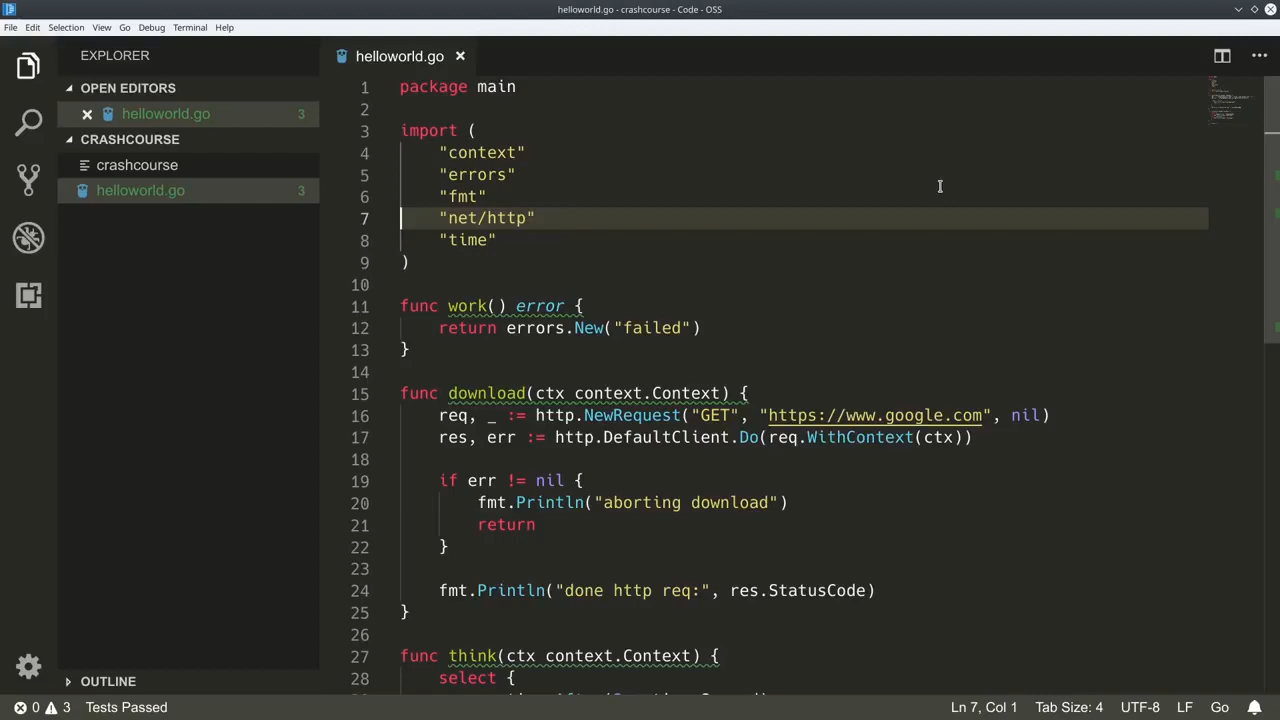 helloworld.go - crashcourse - Code - OSS
File Edit Selection View Go Debug Terminal Help
EXPLORER
OPEN EDITORS
helloworld.go 3
CRASHCOURSE
crashcourse
helloworld.go 3
OUTLINE
helloworld.go
1 package main
2
3 import (
4 "context"
5 "errors"
6 "fmt"
7 "net/http"
8 "time"
9 )
10
11 func work() error {
12 return errors.New("failed")
13 }
14
15 func download(ctx context.Context) {
16 req, _ := http.NewRequest("GET", "https://www.google.com", nil)
17 res, err := http.DefaultClient.Do(req.WithContext(ctx))
18
19 if err != nil {
20 fmt.Println("aborting download")
21 return
22 }
23
24 fmt.Println("done http req:", res.StatusCode)
25 }
26
27 func think(ctx context.Context) {
28 select {
0 3 Tests Passed Ln 7, Col 1 Tab Size: 4 UTF-8 LF Go